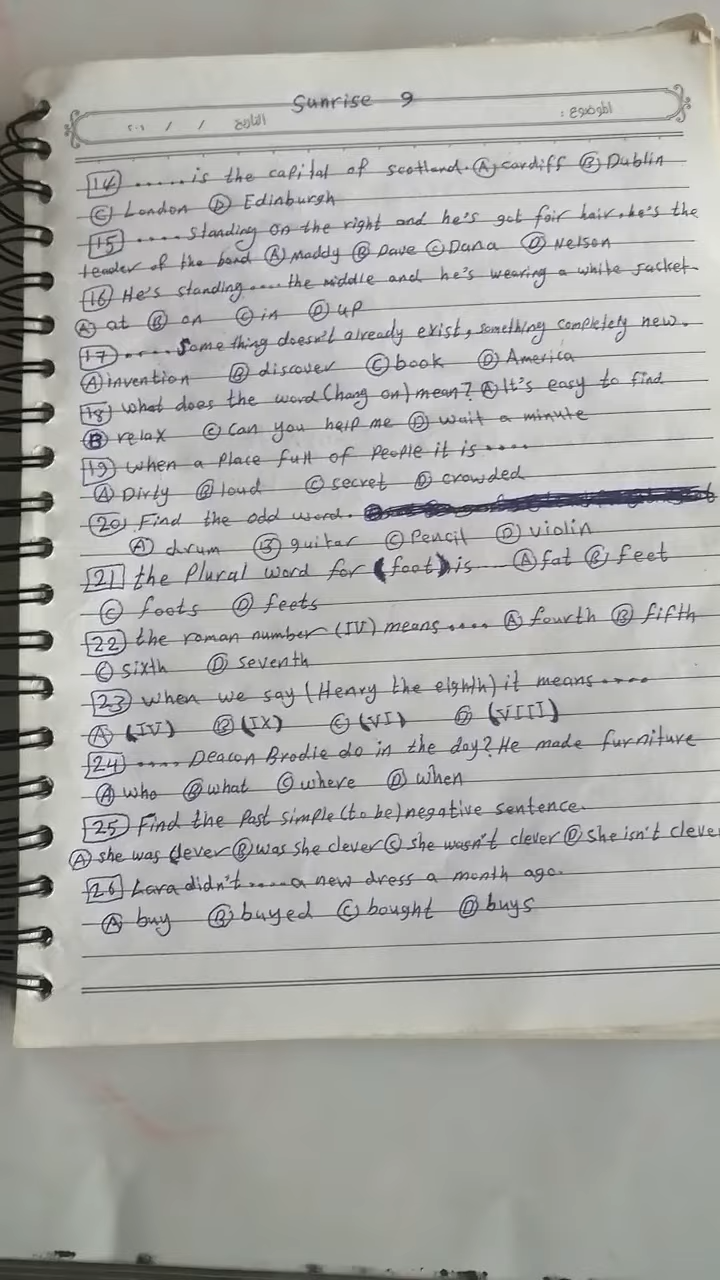 Sunrise 9
الموضوع : التاريخ / / ٢٠١
14 ..... is the capital of scotland. A cardiff B Dublin
C London D Edinburgh
15 .... standing on the right and he's got fair hair. he's the
leader of the band A Maddy B Dave C Dana D Nelson
16 He's standing .... the middle and he's wearing a white jacket.
A at B on C in D up
17 .... something doesn't already exist, something completely new.
A invention B discover C book D America
18 what does the word (hang on) mean? A It's easy to find
B relax C can you help me D wait a minute
19 when a place full of people it is ....
A Dirty B loud C secret D crowded
20 Find the odd word.
A drum B guitar C Pencil D violin
21 the plural word for (foot) is .... A fat B feet
C foots D feets
22 the roman number (IV) means .... A fourth B fifth
C sixth D seventh
23 when we say (Henry the eighth) it means ....
A (IV) B (IX) C (VI) D (VIII)
24 .... Deacon Brodie do in the day? He made furniture
A who B what C where D when
25 Find the past simple (to be) negative sentence.
A she was clever B was she clever C she wasn't clever D she isn't clever
26 Lara didn't .... a new dress a month ago.
A buy B buyed C bought D buys